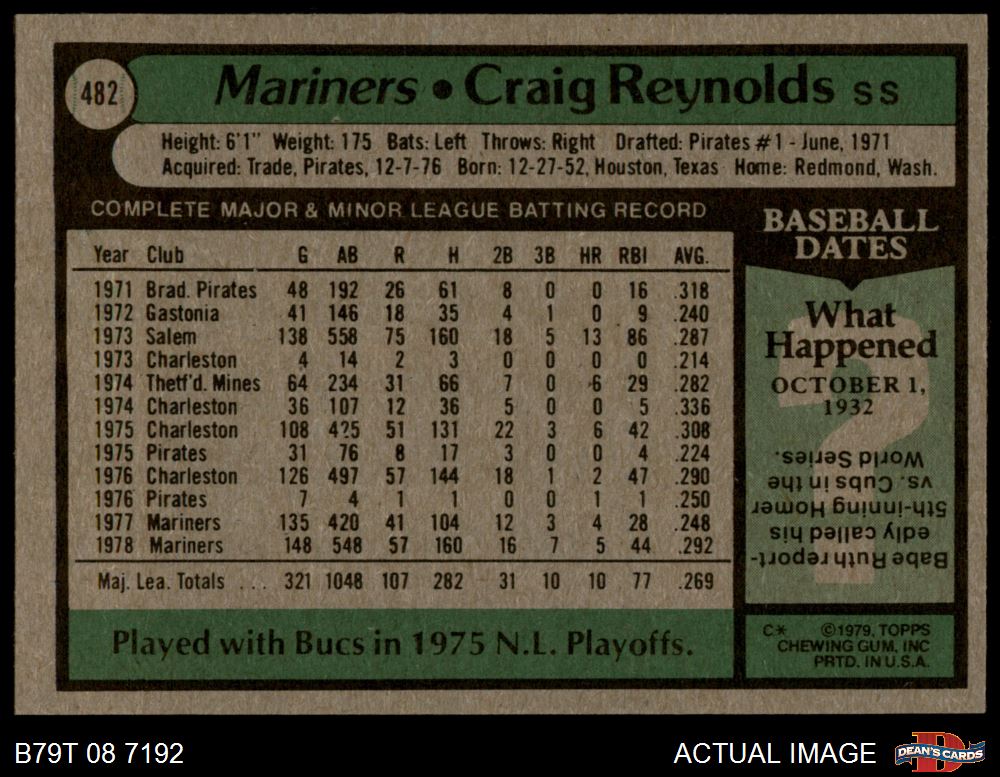 482
Mariners • Craig Reynolds SS
Height: 6'1" Weight: 175 Bats: Left Throws: Right Drafted: Pirates #1 - June, 1971
Acquired: Trade, Pirates, 12-7-76 Born: 12-27-52, Houston, Texas Home: Redmond, Wash.
COMPLETE MAJOR & MINOR LEAGUE BATTING RECORD
Year Club G AB R H 2B 3B HR RBI AVG.
1971 Brad. Pirates 48 192 26 61 8 0 0 16 .318
1972 Gastonia 41 146 18 35 4 1 0 9 .240
1973 Salem 138 558 75 160 18 5 13 86 .287
1973 Charleston 4 14 2 3 0 0 0 0 .214
1974 Thetf'd. Mines 64 234 31 66 7 0 6 29 .282
1974 Charleston 36 107 12 36 5 0 0 5 .336
1975 Charleston 108 425 51 131 22 3 6 42 .308
1975 Pirates 31 76 8 17 3 0 0 4 .224
1976 Charleston 126 497 57 144 18 1 2 47 .290
1976 Pirates 7 4 1 1 0 0 1 1 .250
1977 Mariners 135 420 41 104 12 3 4 28 .248
1978 Mariners 148 548 57 160 16 7 5 44 .292
Maj. Lea. Totals ... 321 1048 107 282 31 10 10 77 .269
Played with Bucs in 1975 N.L. Playoffs.
BASEBALL
DATES
What
Happened
OCTOBER 1,
1932
?
Babe Ruth report-
edly called his
5th-inning Homer
vs. Cubs in the
World Series.
C* ©1979, TOPPS
CHEWING GUM, INC
PRTD. IN U.S.A.
B79T 08 7192
ACTUAL IMAGE
D
DEAN'S CARDS